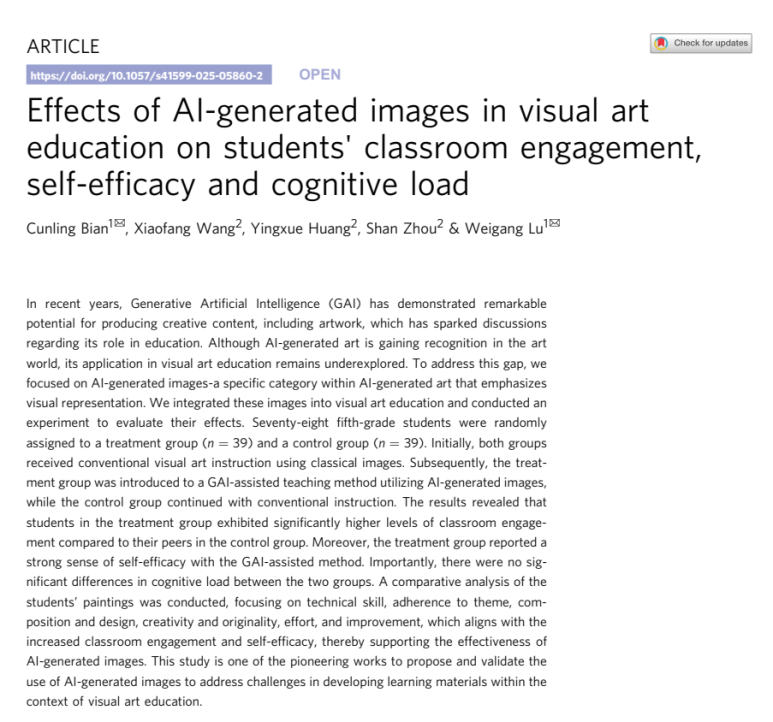 ARTICLE
Check for updates
https://doi.org/10.1057/s41599-025-05860-2
OPEN
Effects of AI-generated images in visual art
education on students' classroom engagement,
self-efficacy and cognitive load
Cunling Bian1✉, Xiaofang Wang2, Yingxue Huang2, Shan Zhou2 & Weigang Lu1✉
In recent years, Generative Artificial Intelligence (GAI) has demonstrated remarkable
potential for producing creative content, including artwork, which has sparked discussions
regarding its role in education. Although AI-generated art is gaining recognition in the art
world, its application in visual art education remains underexplored. To address this gap, we
focused on AI-generated images-a specific category within AI-generated art that emphasizes
visual representation. We integrated these images into visual art education and conducted an
experiment to evaluate their effects. Seventy-eight fifth-grade students were randomly
assigned to a treatment group (n = 39) and a control group (n = 39). Initially, both groups
received conventional visual art instruction using classical images. Subsequently, the treat-
ment group was introduced to a GAI-assisted teaching method utilizing AI-generated images,
while the control group continued with conventional instruction. The results revealed that
students in the treatment group exhibited significantly higher levels of classroom engage-
ment compared to their peers in the control group. Moreover, the treatment group reported a
strong sense of self-efficacy with the GAI-assisted method. Importantly, there were no sig-
nificant differences in cognitive load between the two groups. A comparative analysis of the
students' paintings was conducted, focusing on technical skill, adherence to theme, com-
position and design, creativity and originality, effort, and improvement, which aligns with the
increased classroom engagement and self-efficacy, thereby supporting the effectiveness of
AI-generated images. This study is one of the pioneering works to propose and validate the
use of AI-generated images to address challenges in developing learning materials within the
context of visual art education.